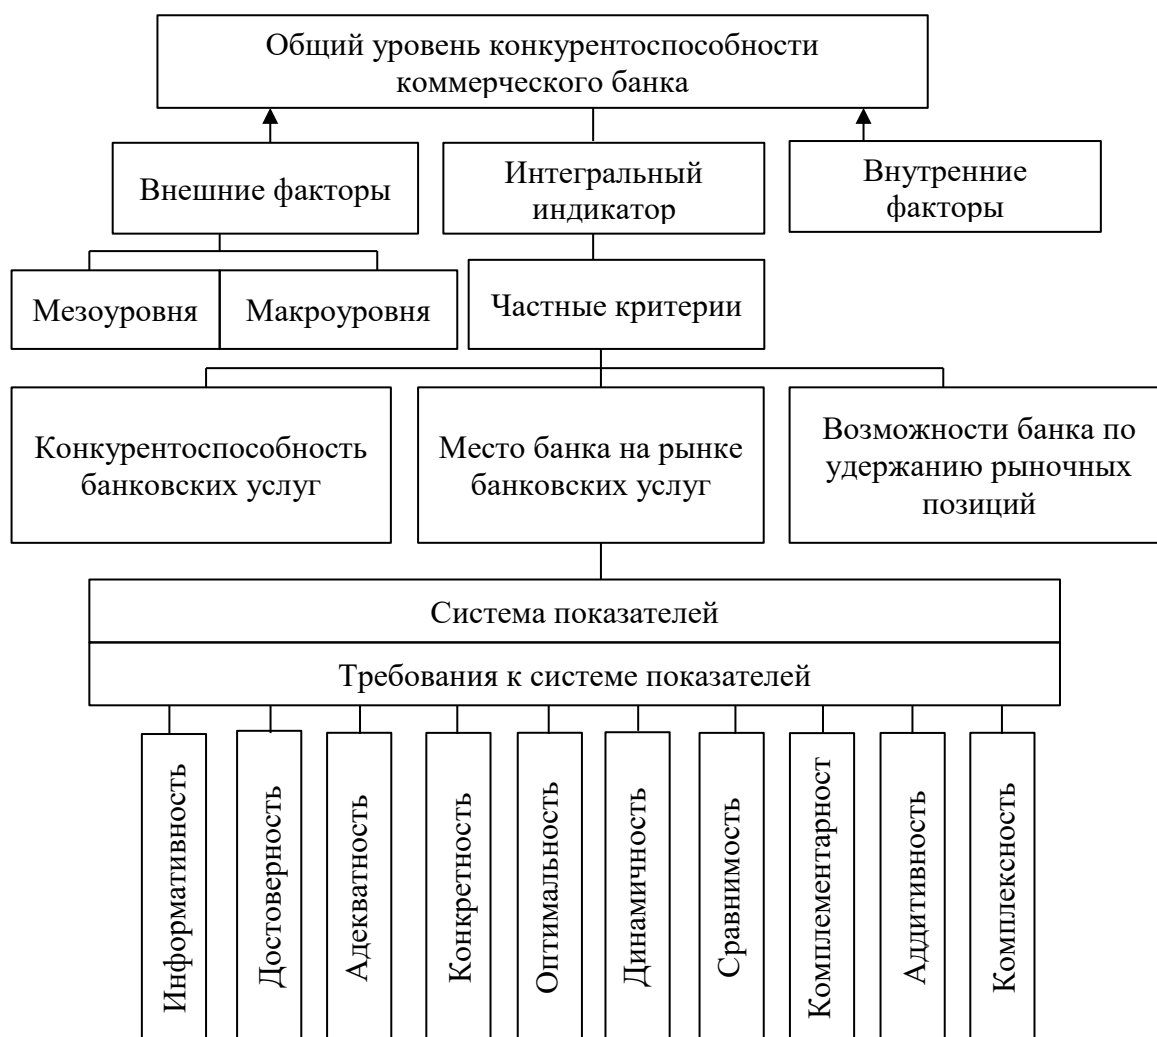 Общий уровень конкурентоспособности
коммерческого банка
Внешние факторы
Интегральный
индикатор
Внутренние
факторы
Мезоуровня
Макроуровня
Частные критерии
Конкурентоспособность
банковских услуг
Место банка на рынке
банковских услуг
Возможности банка по
удержанию рыночных
позиций
Система показателей
Требования к системе показателей
Информативность
Достоверность
Адекватность
Конкретность
Оптимальность
Динамичность
Сравнимость
Комплементарност
Аддитивность
Комплексность